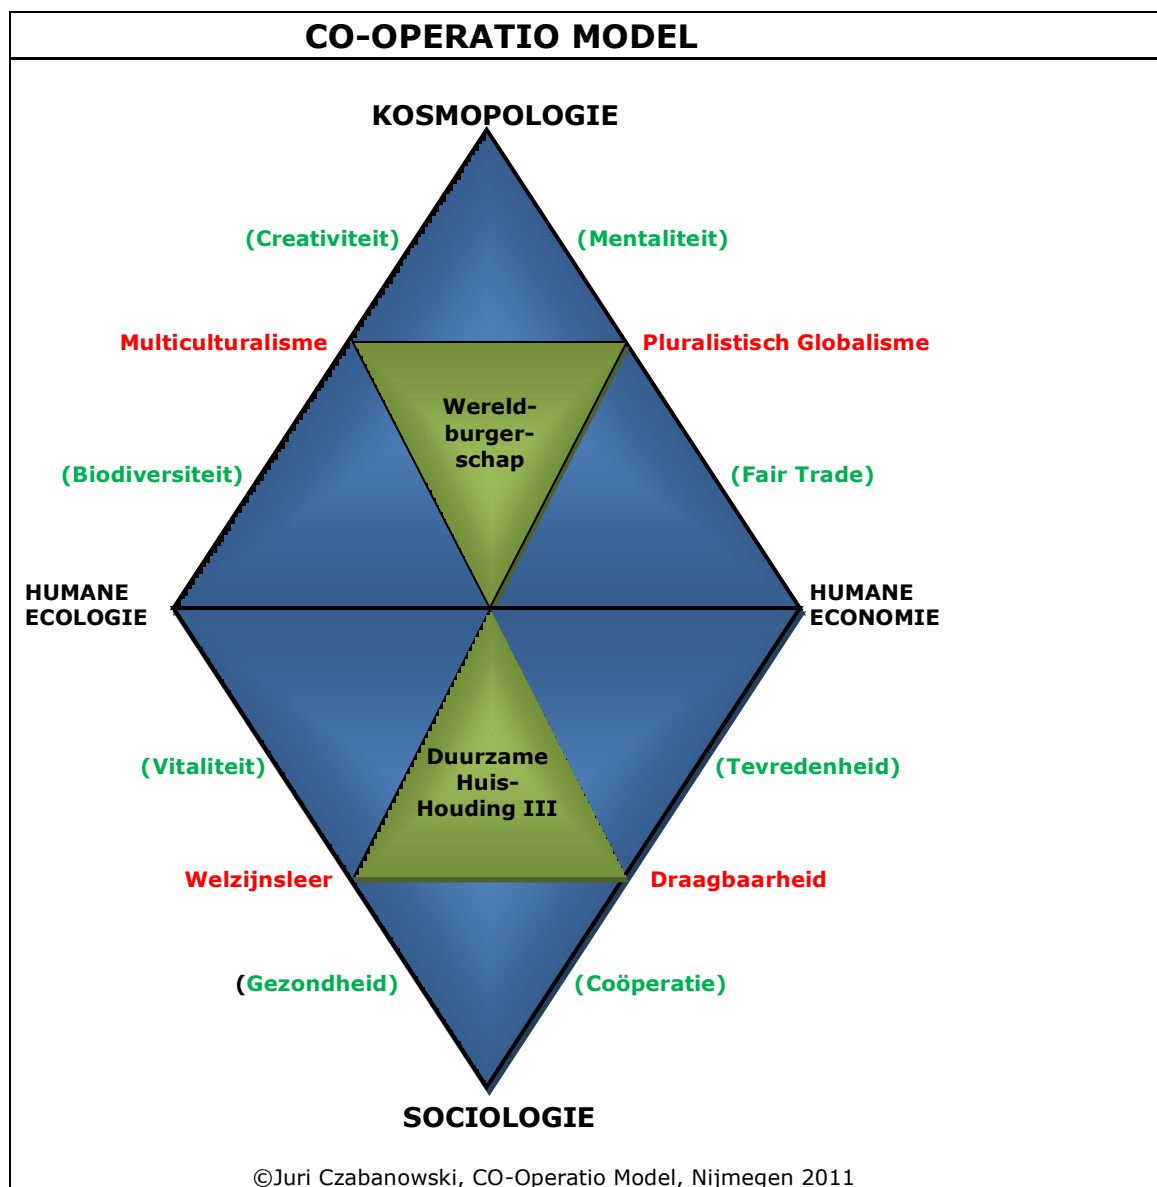 CO-OPERATIO MODEL
KOSMOPOLOGIE
(Creativiteit)
(Mentaliteit)
Multiculturalisme
Pluralistisch Globalisme
Wereld-
burger-
schap
(Biodiversiteit)
(Fair Trade)
HUMANE
ECOLOGIE
HUMANE
ECONOMIE
(Vitaliteit)
Duurzame
Huis-
Houding III
(Tevredenheid)
Welzijnsleer
Draagbaarheid
(Gezondheid)
(Coöperatie)
SOCIOLOGIE
©Juri Czabanowski, CO-Operatio Model, Nijmegen 2011